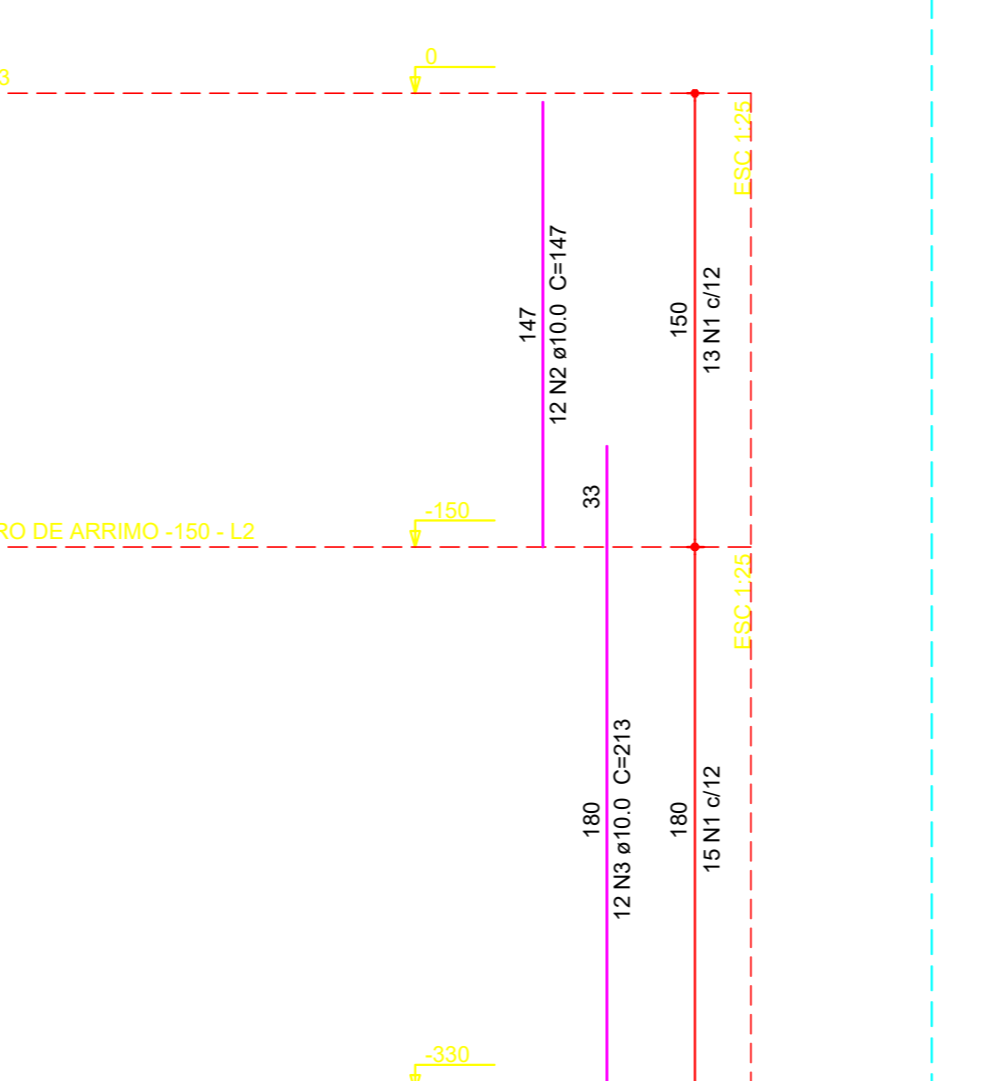 0
3
ESC 1:25
147
12 N2 ø10.0 C=147
150
13 N1 c/12
33
-150
RO DE ARRIMO -150 - L2
ESC 1:25
180
12 N3 ø10.0 C=213
180
15 N1 c/12
-330